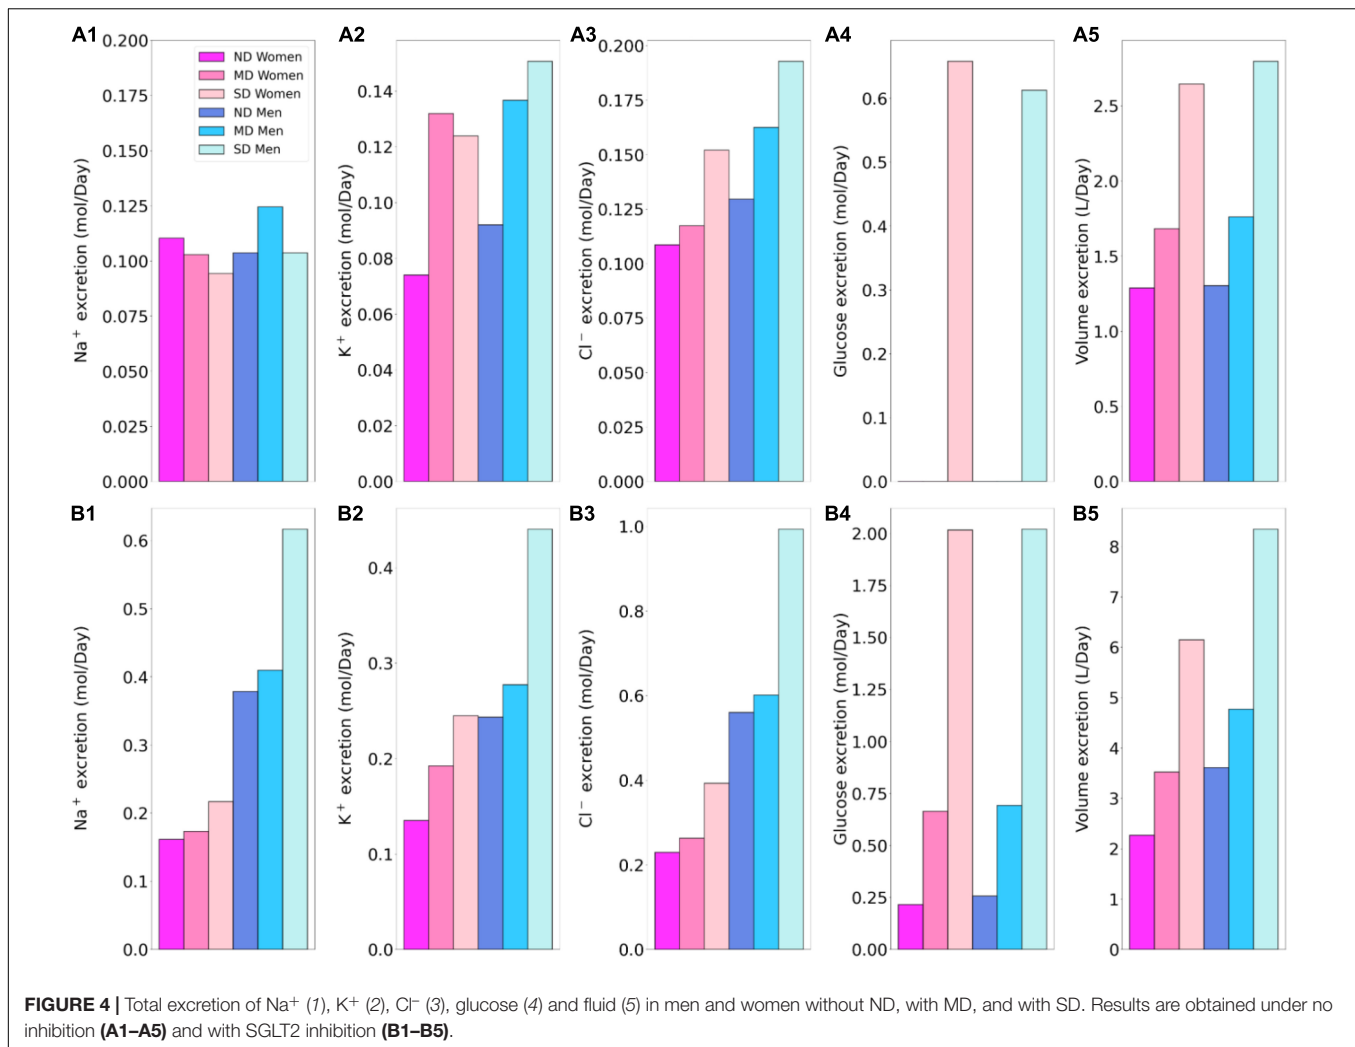 A1
0.200
0.175
0.150
0.125
0.100
0.075
0.050
0.025
0.000
Na⁺ excretion (mol/Day)
ND Women
MD Women
SD Women
ND Men
MD Men
SD Men
A2
0.14
0.12
0.10
0.08
0.06
0.04
0.02
0.00
K⁺ excretion (mol/Day)
A3
0.200
0.175
0.150
0.125
0.100
0.075
0.050
0.025
0.000
Cl⁻ excretion (mol/Day)
A4
0.6
0.5
0.4
0.3
0.2
0.1
0.0
Glucose excretion (mol/Day)
A5
2.5
2.0
1.5
1.0
0.5
0.0
Volume excretion (L/Day)
B1
0.6
0.5
0.4
0.3
0.2
0.1
0.0
Na⁺ excretion (mol/Day)
B2
0.4
0.3
0.2
0.1
0.0
K⁺ excretion (mol/Day)
B3
1.0
0.8
0.6
0.4
0.2
0.0
Cl⁻ excretion (mol/Day)
B4
2.00
1.75
1.50
1.25
1.00
0.75
0.50
0.25
0.00
Glucose excretion (mol/Day)
B5
8
7
6
5
4
3
2
1
0
Volume excretion (L/Day)
FIGURE 4 | Total excretion of Na⁺ (1), K⁺ (2), Cl⁻ (3), glucose (4) and fluid (5) in men and women without ND, with MD, and with SD. Results are obtained under no
inhibition (A1–A5) and with SGLT2 inhibition (B1–B5).